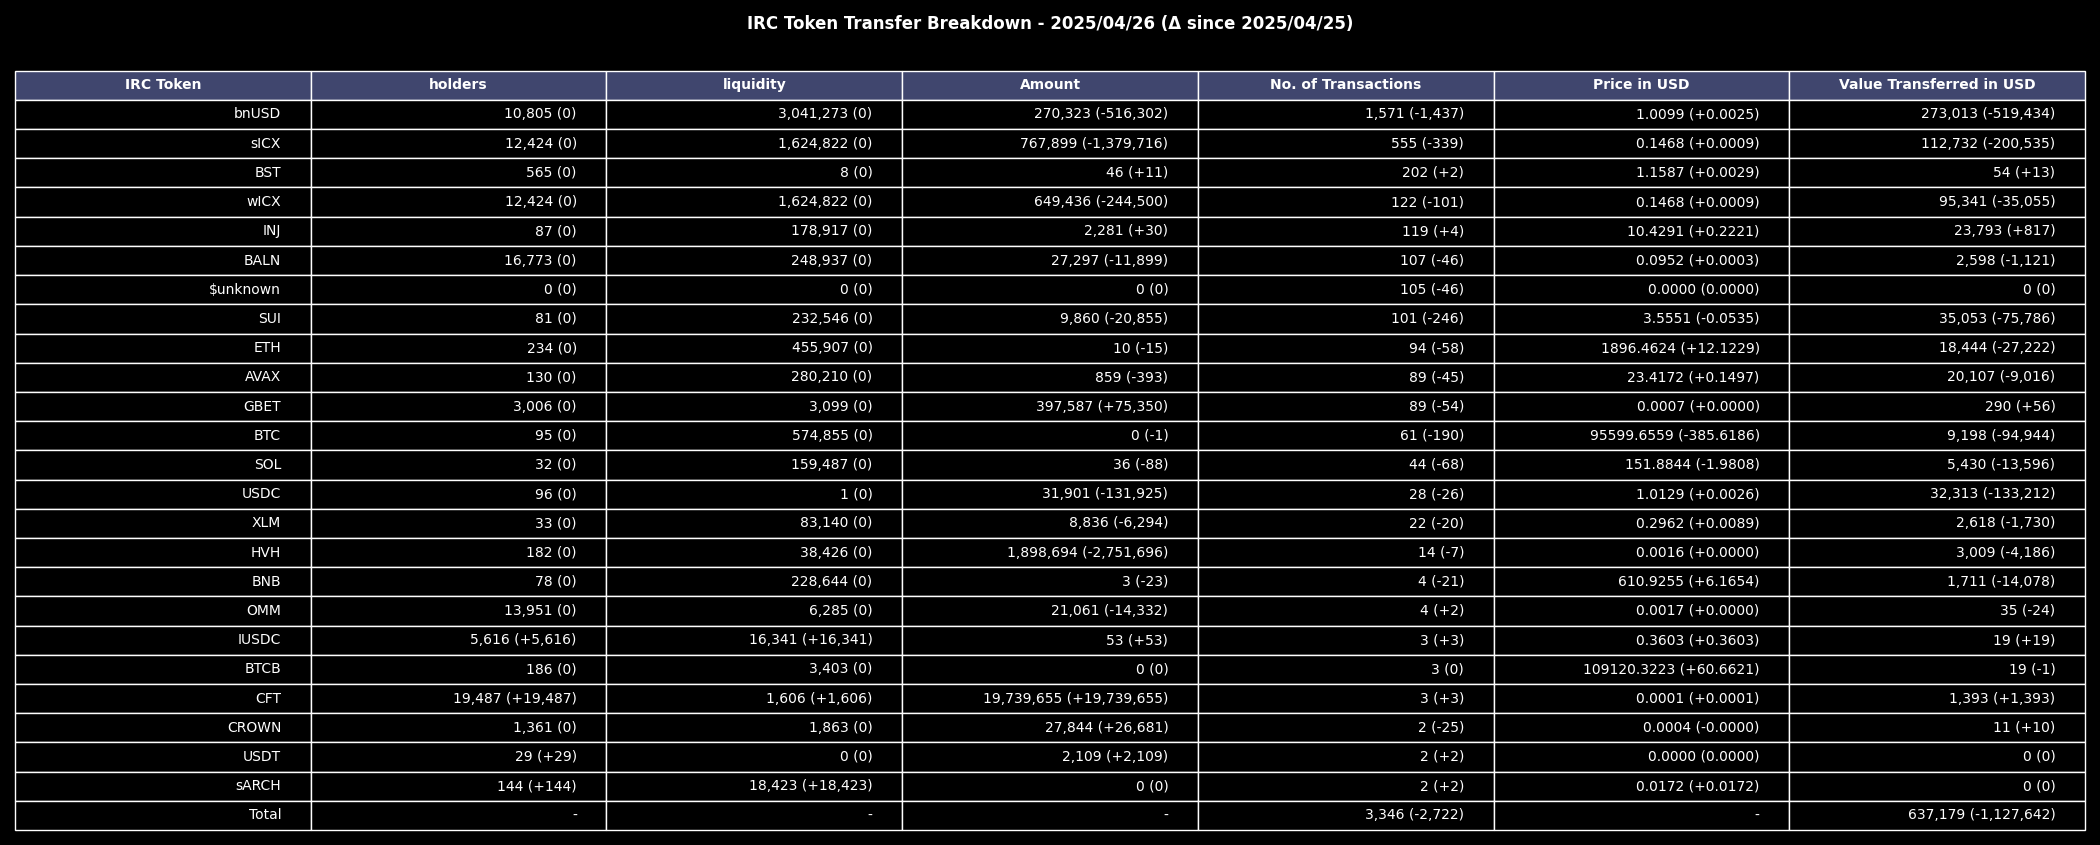 IRC Token Transfer Breakdown - 2025/04/26 (Δ since 2025/04/25)
IRC Token holders liquidity Amount No. of Transactions Price in USD Value Transferred in USD
bnUSD 10,805 (0) 3,041,273 (0) 270,323 (-516,302) 1,571 (-1,437) 1.0099 (+0.0025) 273,013 (-519,434)
sICX 12,424 (0) 1,624,822 (0) 767,899 (-1,379,716) 555 (-339) 0.1468 (+0.0009) 112,732 (-200,535)
BST 565 (0) 8 (0) 46 (+11) 202 (+2) 1.1587 (+0.0029) 54 (+13)
wICX 12,424 (0) 1,624,822 (0) 649,436 (-244,500) 122 (-101) 0.1468 (+0.0009) 95,341 (-35,055)
INJ 87 (0) 178,917 (0) 2,281 (+30) 119 (+4) 10.4291 (+0.2221) 23,793 (+817)
BALN 16,773 (0) 248,937 (0) 27,297 (-11,899) 107 (-46) 0.0952 (+0.0003) 2,598 (-1,121)
$unknown 0 (0) 0 (0) 0 (0) 105 (-46) 0.0000 (0.0000) 0 (0)
SUI 81 (0) 232,546 (0) 9,860 (-20,855) 101 (-246) 3.5551 (-0.0535) 35,053 (-75,786)
ETH 234 (0) 455,907 (0) 10 (-15) 94 (-58) 1896.4624 (+12.1229) 18,444 (-27,222)
AVAX 130 (0) 280,210 (0) 859 (-393) 89 (-45) 23.4172 (+0.1497) 20,107 (-9,016)
GBET 3,006 (0) 3,099 (0) 397,587 (+75,350) 89 (-54) 0.0007 (+0.0000) 290 (+56)
BTC 95 (0) 574,855 (0) 0 (-1) 61 (-190) 95599.6559 (-385.6186) 9,198 (-94,944)
SOL 32 (0) 159,487 (0) 36 (-88) 44 (-68) 151.8844 (-1.9808) 5,430 (-13,596)
USDC 96 (0) 1 (0) 31,901 (-131,925) 28 (-26) 1.0129 (+0.0026) 32,313 (-133,212)
XLM 33 (0) 83,140 (0) 8,836 (-6,294) 22 (-20) 0.2962 (+0.0089) 2,618 (-1,730)
HVH 182 (0) 38,426 (0) 1,898,694 (-2,751,696) 14 (-7) 0.0016 (+0.0000) 3,009 (-4,186)
BNB 78 (0) 228,644 (0) 3 (-23) 4 (-21) 610.9255 (+6.1654) 1,711 (-14,078)
OMM 13,951 (0) 6,285 (0) 21,061 (-14,332) 4 (+2) 0.0017 (+0.0000) 35 (-24)
IUSDC 5,616 (+5,616) 16,341 (+16,341) 53 (+53) 3 (+3) 0.3603 (+0.3603) 19 (+19)
BTCB 186 (0) 3,403 (0) 0 (0) 3 (0) 109120.3223 (+60.6621) 19 (-1)
CFT 19,487 (+19,487) 1,606 (+1,606) 19,739,655 (+19,739,655) 3 (+3) 0.0001 (+0.0001) 1,393 (+1,393)
CROWN 1,361 (0) 1,863 (0) 27,844 (+26,681) 2 (-25) 0.0004 (-0.0000) 11 (+10)
USDT 29 (+29) 0 (0) 2,109 (+2,109) 2 (+2) 0.0000 (0.0000) 0 (0)
sARCH 144 (+144) 18,423 (+18,423) 0 (0) 2 (+2) 0.0172 (+0.0172) 0 (0)
Total - - - 3,346 (-2,722) - 637,179 (-1,127,642)